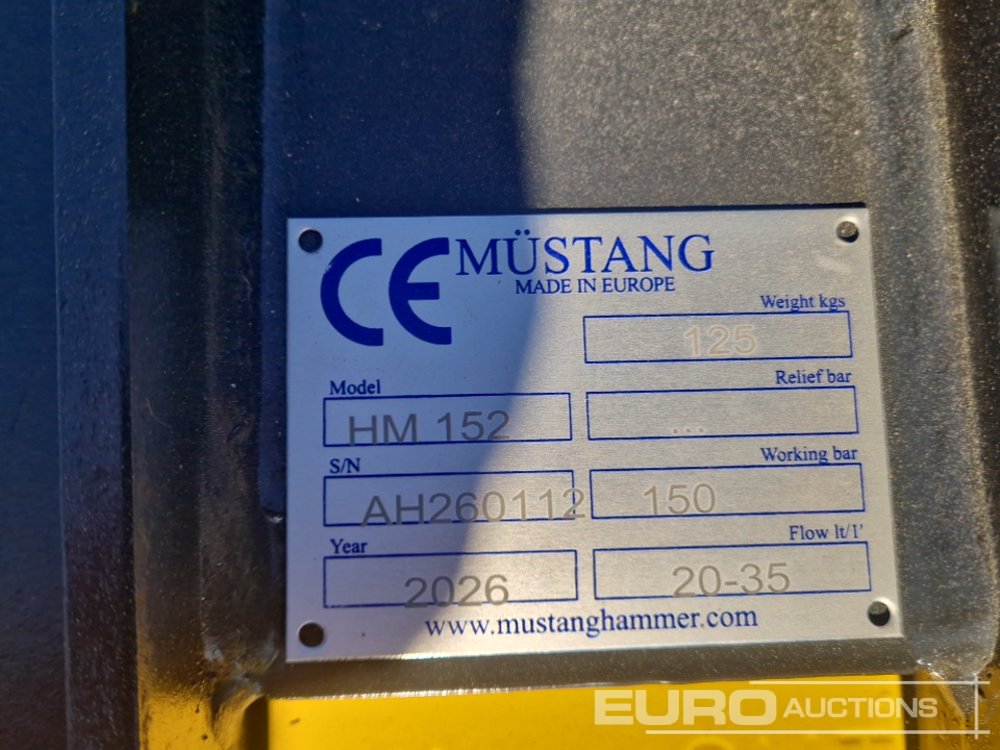 CE MÜSTANG
MADE IN EUROPE
Weight kgs
125
Model
HM 152
Relief bar
...
S/N
AH260112
Working bar
150
Year
2026
Flow lt/1'
20-35
www.mustanghammer.com
EURO AUCTIONS